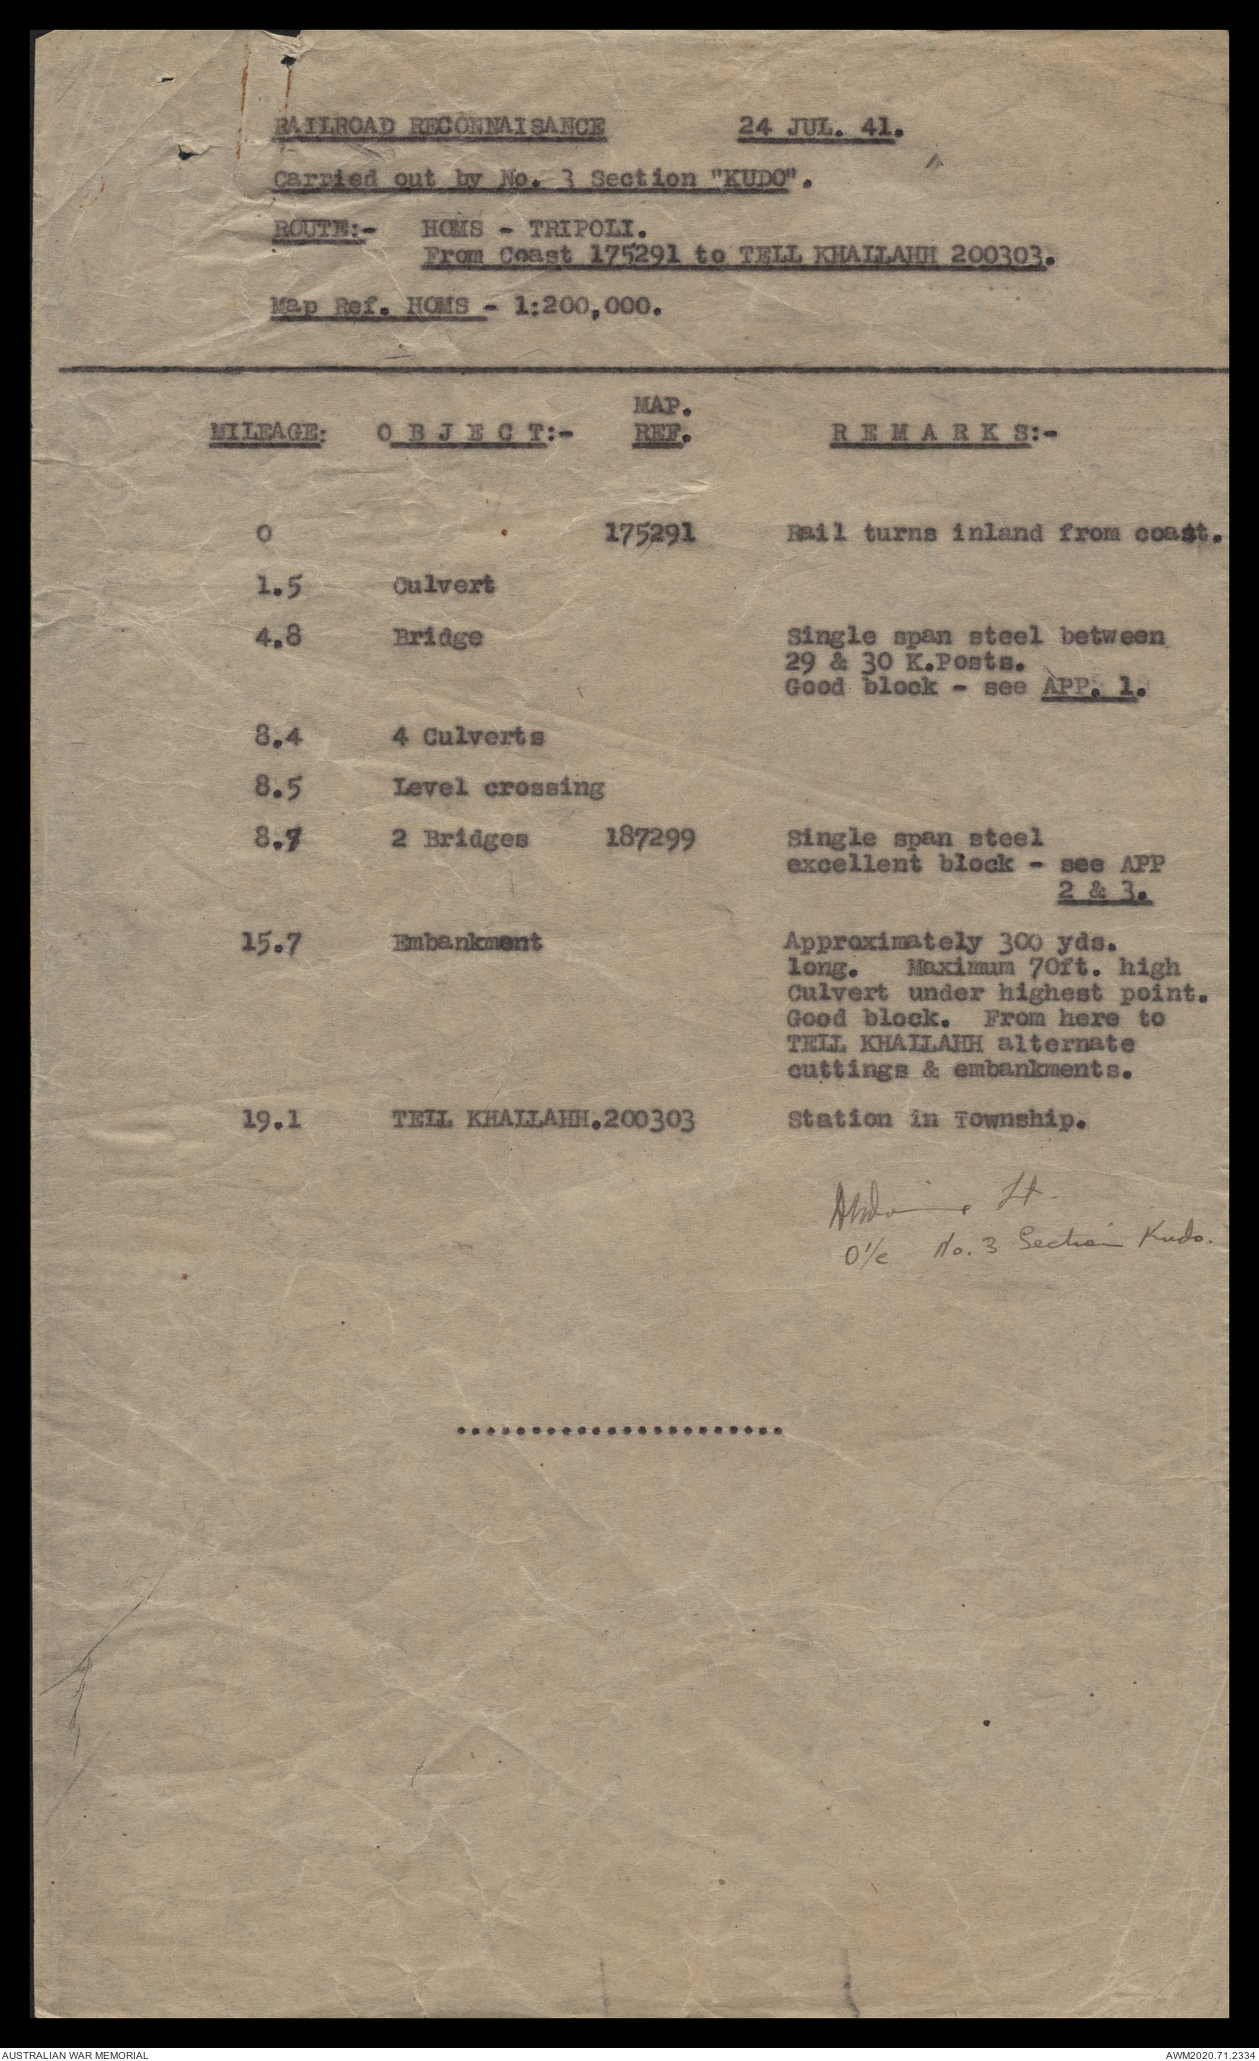 RAILROAD RECONNAISANCE 24 JUL. 41.
Carried out by No. 3 Section "KUDO".
ROUTE:- HOMS - TRIPOLI.
From Coast 175291 to TELL KHALLAHH 200303.
Map Ref. HOMS - 1:200,000.
MAP.
MILEAGE: O B J E C T:- REF. R E M A R K S:-
0 175291 Rail turns inland from coast.
1.5 Culvert
4.8 Bridge Single span steel between
29 & 30 K.Posts.
Good block - see APP. 1.
8.4 4 Culverts
8.5 Level crossing
8.9 2 Bridges 187299 Single span steel
excellent block - see APP
2 & 3.
15.7 Embankment Approximately 300 yds.
long. Maximum 70ft. high
Culvert under highest point.
Good block. From here to
TELL KHALLAHH alternate
cuttings & embankments.
19.1 TELL KHALLAHH. 200303 Station in Township.
Lt.
O/c No. 3 Section Kudo.
......................
AUSTRALIAN WAR MEMORIAL AWM2020.71.2334